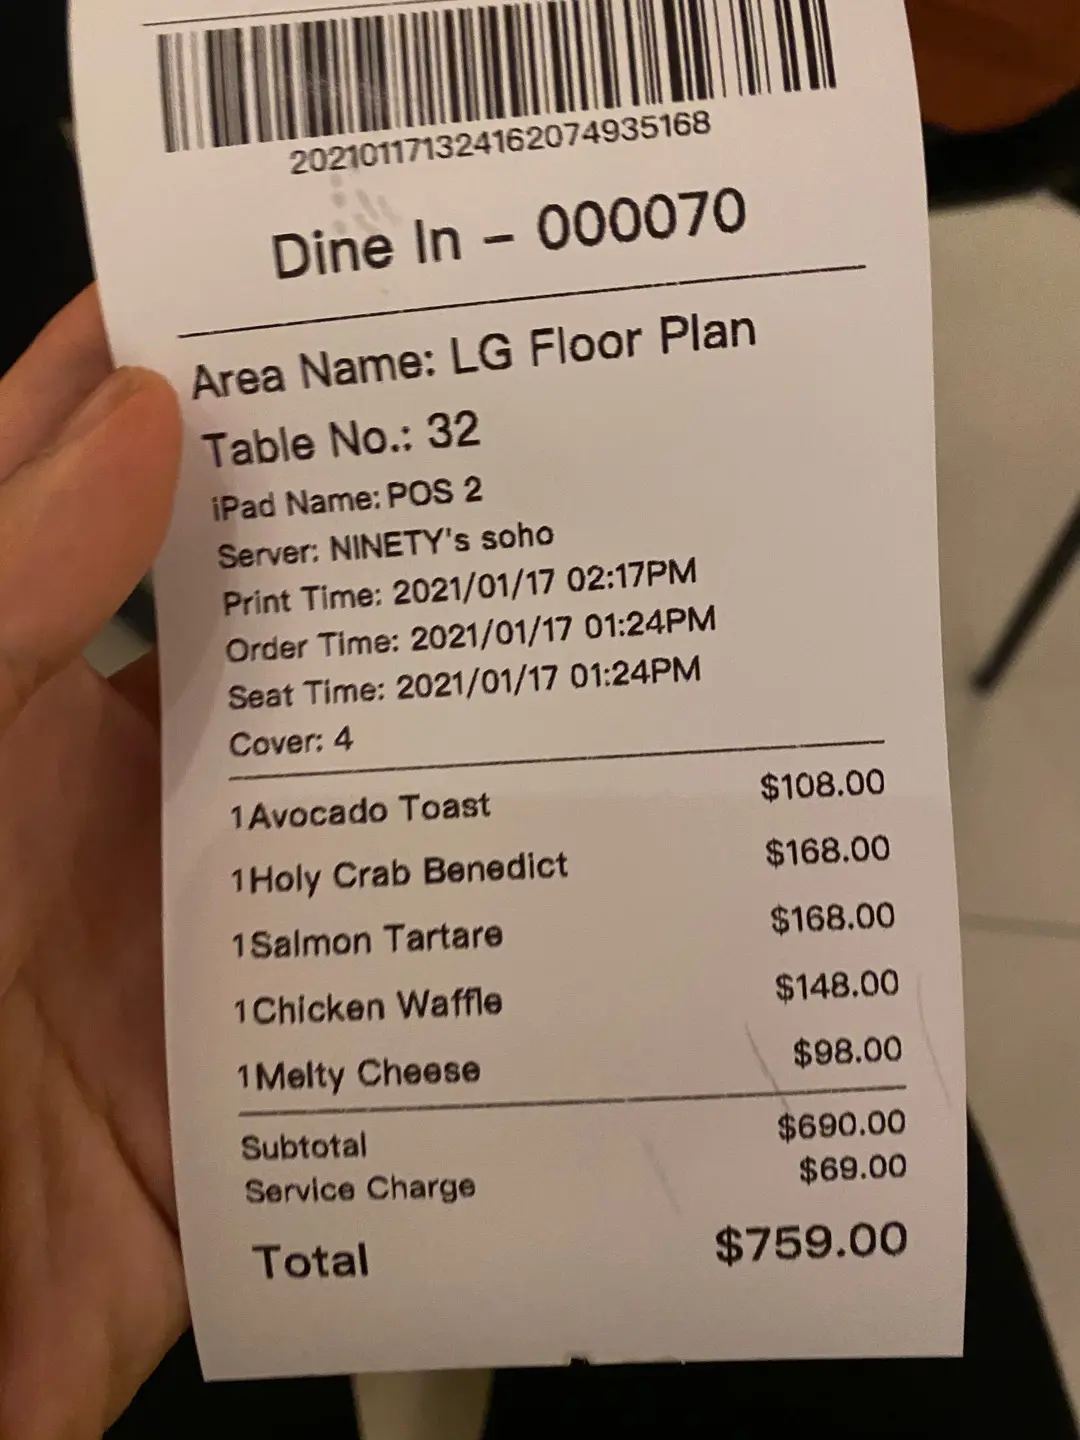 202101171324162074935168
Dine In – 000070
Area Name: LG Floor Plan
Table No.: 32
iPad Name: POS 2
Server: NINETY's soho
Print Time: 2021/01/17 02:17PM
Order Time: 2021/01/17 01:24PM
Seat Time: 2021/01/17 01:24PM
Cover: 4
1 Avocado Toast $108.00
1 Holy Crab Benedict $168.00
1 Salmon Tartare $168.00
1 Chicken Waffle $148.00
1 Melty Cheese $98.00
Subtotal $690.00
Service Charge $69.00
Total $759.00